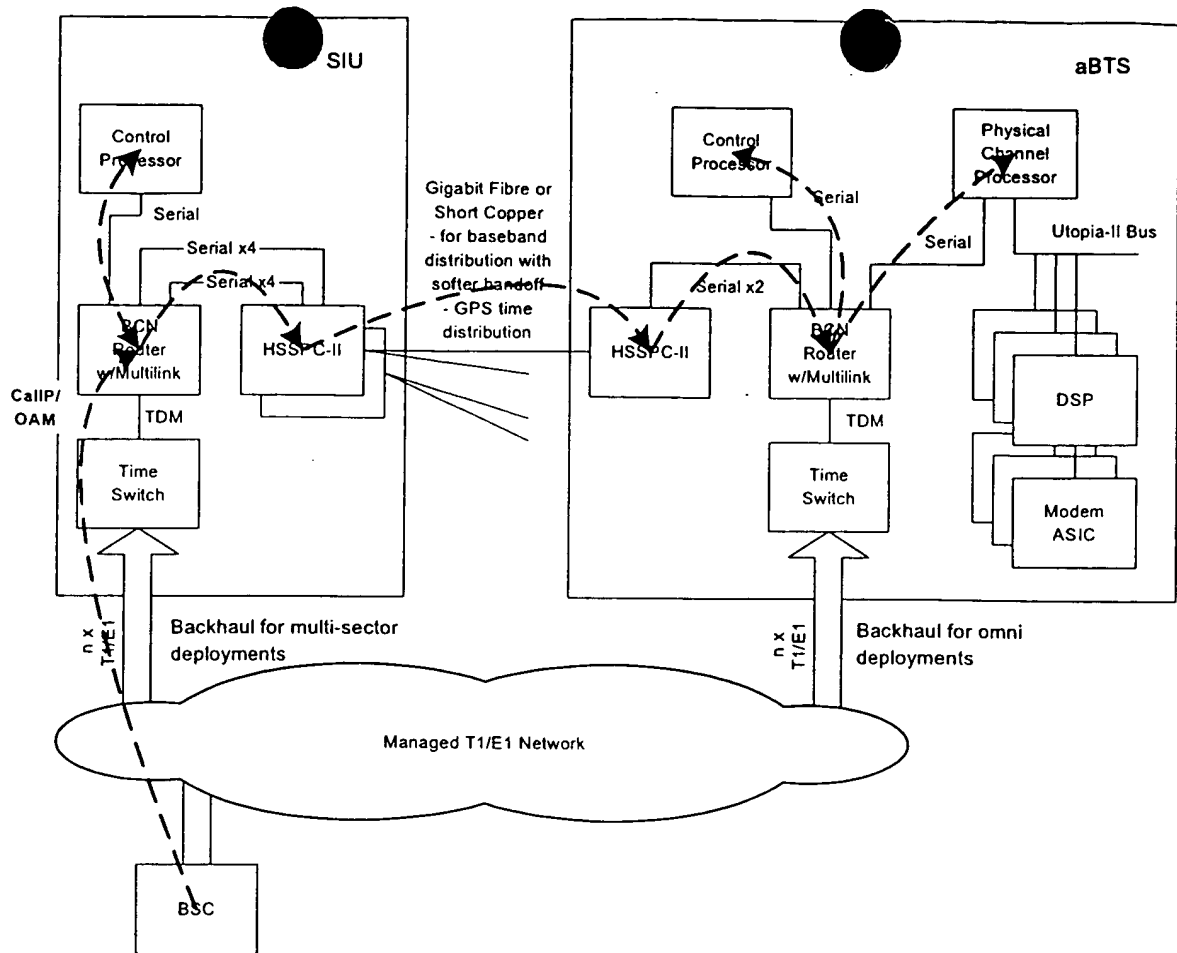 SIU
Control
Processor
Serial
Serial x4
Serial x4
BCN
Router
w/Multilink
HSSPC-II
CallP/
OAM
TDM
Time
Switch
Gigabit Fibre or
Short Copper
- for baseband
distribution with
softer handoff
- GPS time
distribution
aBTS
Control
Processor
Physical
Channel
Processor
Serial
Serial
Utopia-II Bus
Serial x2
HSSPC-II
BCN
Router
w/Multilink
DSP
TDM
Time
Switch
Modem
ASIC
n x
T1/E1
Backhaul for multi-sector
deployments
n x
T1/E1
Backhaul for omni
deployments
Managed T1/E1 Network
BSC